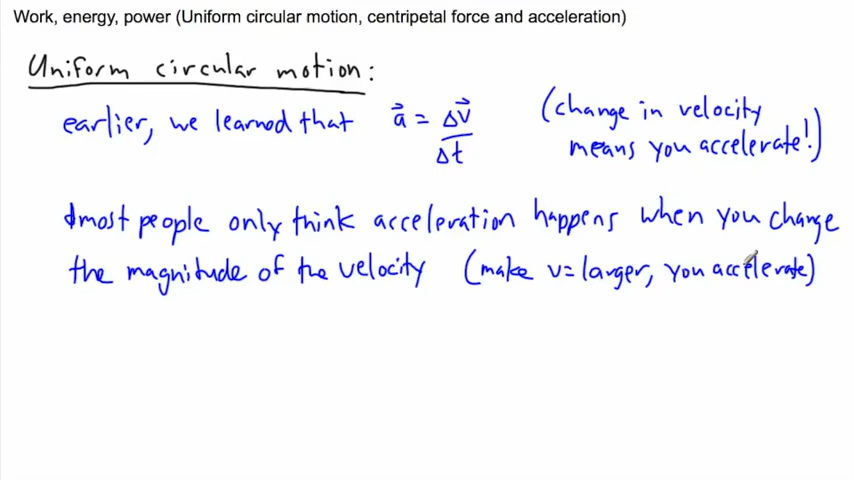 Work, energy, power (Uniform circular motion, centripetal force and acceleration)
Uniform circular motion:
earlier, we learned that a⃗ = Δv⃗/Δt (change in velocity
means you accelerate!)
most people only think acceleration happens when you change
the magnitude of the velocity (make v=larger, you accelerate)